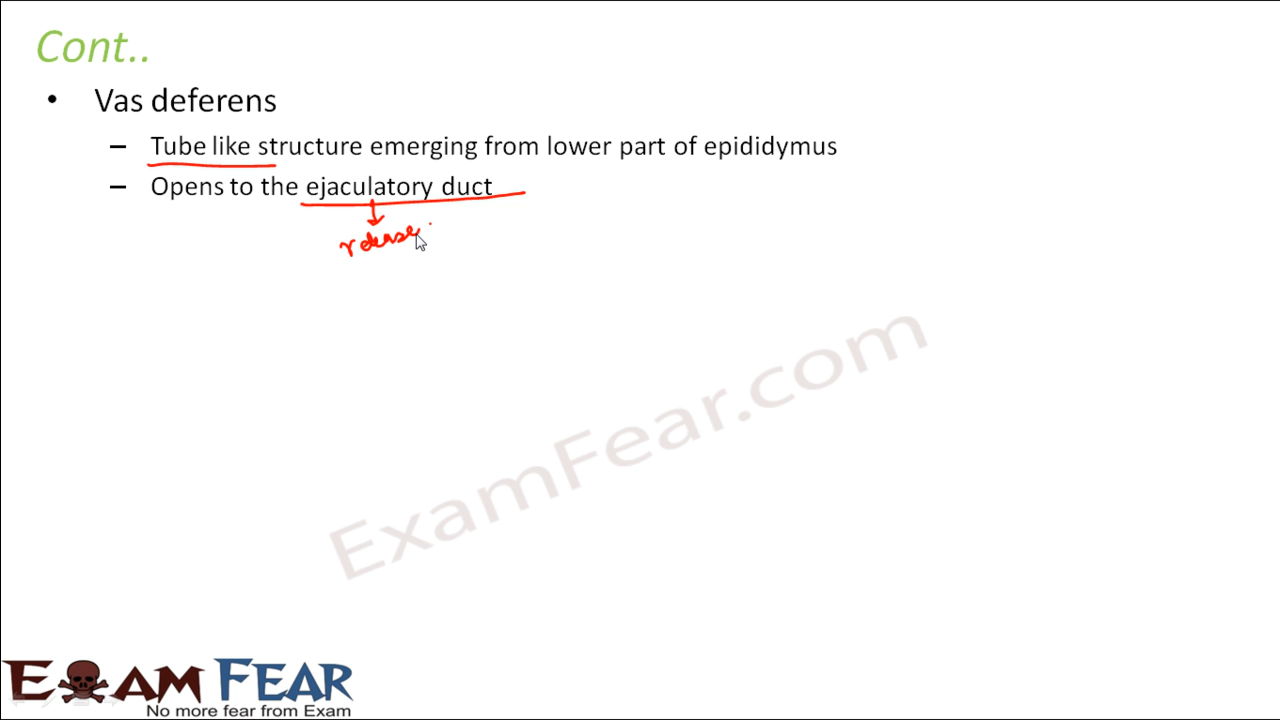 Cont..
• Vas deferens
– Tube like structure emerging from lower part of epididymus
– Opens to the ejaculatory duct
release
ExamFear.com
EXAM FEAR
No more fear from Exam